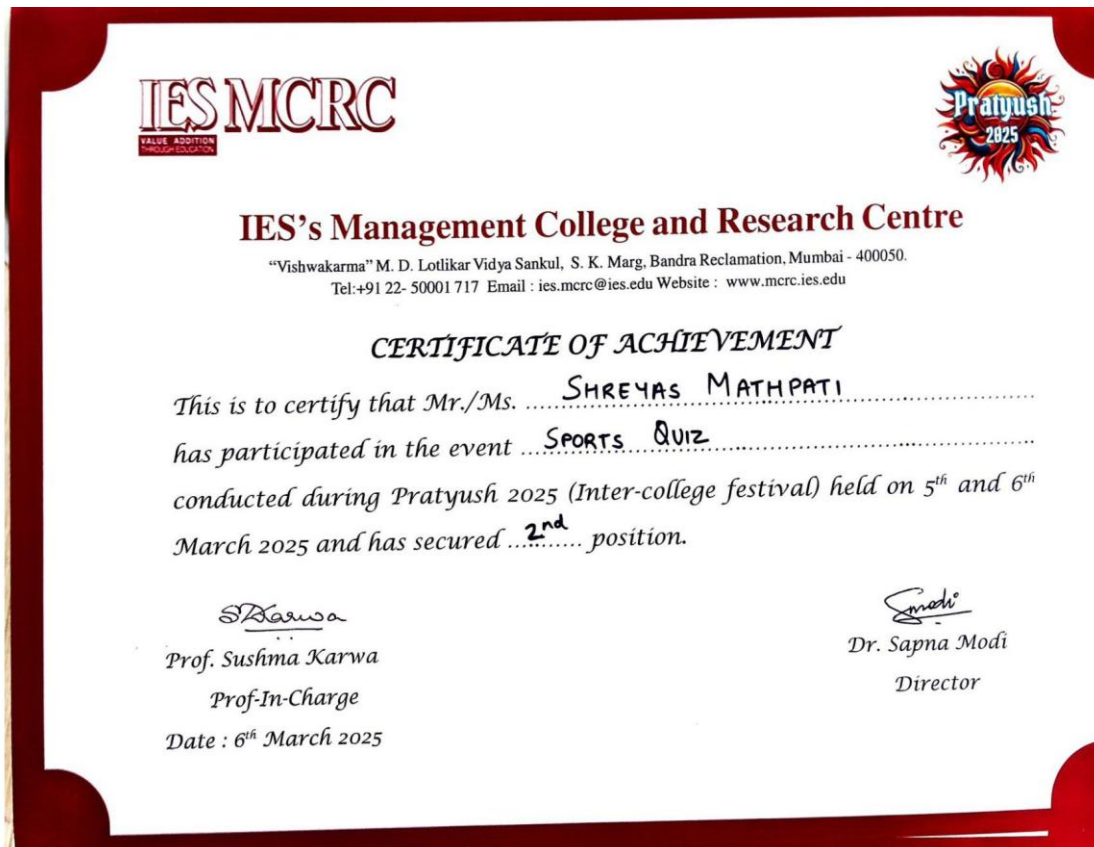 IES MCRC
VALUE ADDITION
THROUGH EDUCATION
Pratyush
2025
IES's Management College and Research Centre
"Vishwakarma" M. D. Lotlikar Vidya Sankul, S. K. Marg, Bandra Reclamation, Mumbai - 400050.
Tel:+91 22- 50001 717 Email : ies.mcrc@ies.edu Website : www.mcrc.ies.edu
CERTIFICATE OF ACHIEVEMENT
This is to certify that Mr./Ms. SHREYAS MATHPATI
has participated in the event SPORTS QUIZ
conducted during Pratyush 2025 (Inter-college festival) held on 5th and 6th
March 2025 and has secured 2nd position.
SDKarwa
Smodi
Prof. Sushma Karwa
Dr. Sapna Modi
Prof-In-Charge
Director
Date : 6th March 2025